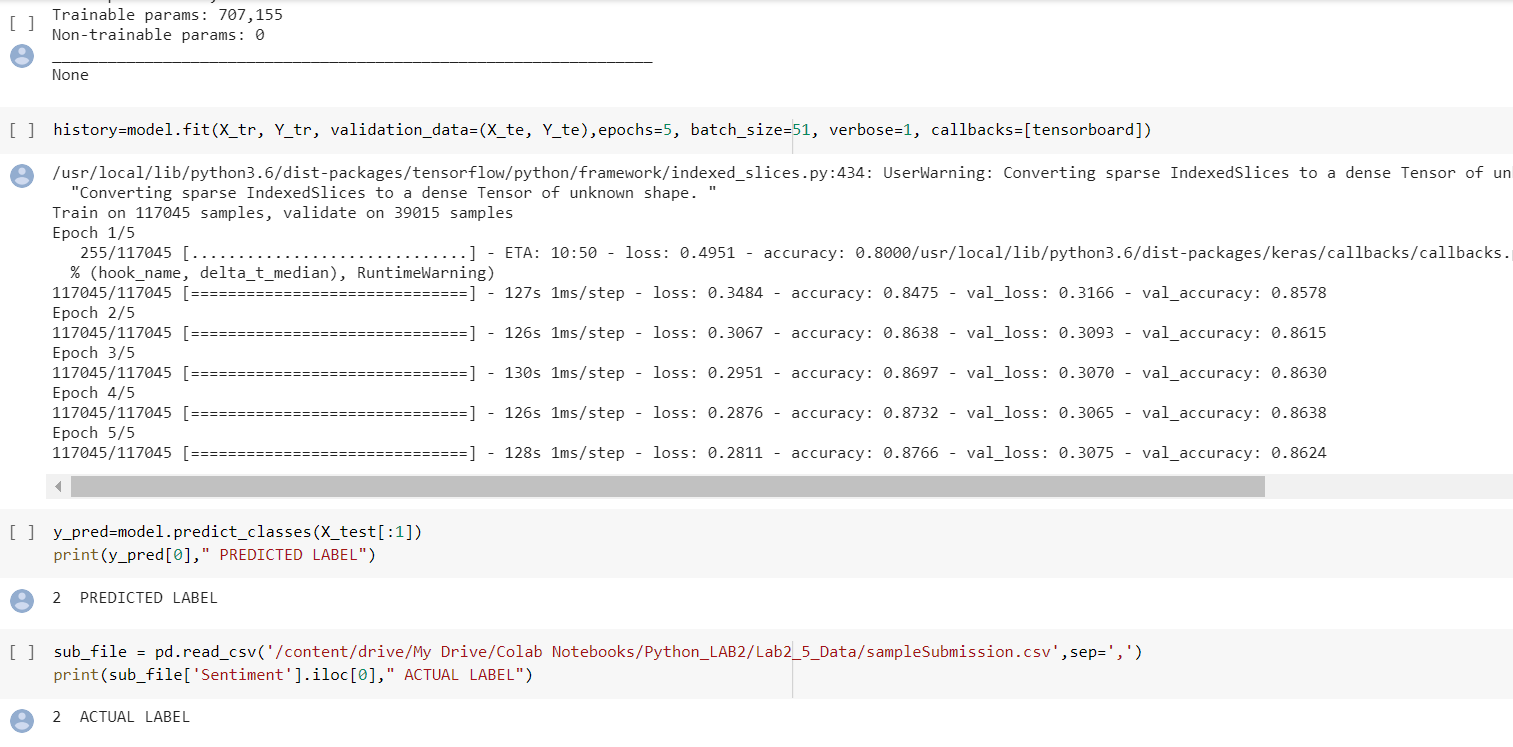 Trainable params: 707,155
[ ]
Non-trainable params: 0
_________________________________________________________________
None
[ ] history=model.fit(X_tr, Y_tr, validation_data=(X_te, Y_te),epochs=5, batch_size=51, verbose=1, callbacks=[tensorboard])
/usr/local/lib/python3.6/dist-packages/tensorflow/python/framework/indexed_slices.py:434: UserWarning: Converting sparse IndexedSlices to a dense Tensor of
"Converting sparse IndexedSlices to a dense Tensor of unknown shape. "
Train on 117045 samples, validate on 39015 samples
Epoch 1/5
255/117045 [..............................] - ETA: 10:50 - loss: 0.4951 - accuracy: 0.8000/usr/local/lib/python3.6/dist-packages/keras/callbacks/callbacks.
% (hook_name, delta_t_median), RuntimeWarning)
117045/117045 [==============================] - 127s 1ms/step - loss: 0.3484 - accuracy: 0.8475 - val_loss: 0.3166 - val_accuracy: 0.8578
Epoch 2/5
117045/117045 [==============================] - 126s 1ms/step - loss: 0.3067 - accuracy: 0.8638 - val_loss: 0.3093 - val_accuracy: 0.8615
Epoch 3/5
117045/117045 [==============================] - 130s 1ms/step - loss: 0.2951 - accuracy: 0.8697 - val_loss: 0.3070 - val_accuracy: 0.8630
Epoch 4/5
117045/117045 [==============================] - 126s 1ms/step - loss: 0.2876 - accuracy: 0.8732 - val_loss: 0.3065 - val_accuracy: 0.8638
Epoch 5/5
117045/117045 [==============================] - 128s 1ms/step - loss: 0.2811 - accuracy: 0.8766 - val_loss: 0.3075 - val_accuracy: 0.8624
[ ] y_pred=model.predict_classes(X_test[:1])
print(y_pred[0]," PREDICTED LABEL")
2  PREDICTED LABEL
[ ] sub_file = pd.read_csv('/content/drive/My Drive/Colab Notebooks/Python_LAB2/Lab2_5_Data/sampleSubmission.csv',sep=',')
print(sub_file['Sentiment'].iloc[0]," ACTUAL LABEL")
2  ACTUAL LABEL